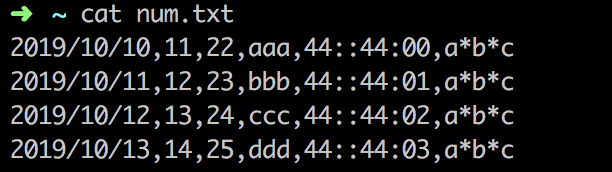 ➜ ~ cat num.txt
2019/10/10,11,22,aaa,44::44:00,a*b*c
2019/10/11,12,23,bbb,44::44:01,a*b*c
2019/10/12,13,24,ccc,44::44:02,a*b*c
2019/10/13,14,25,ddd,44::44:03,a*b*c